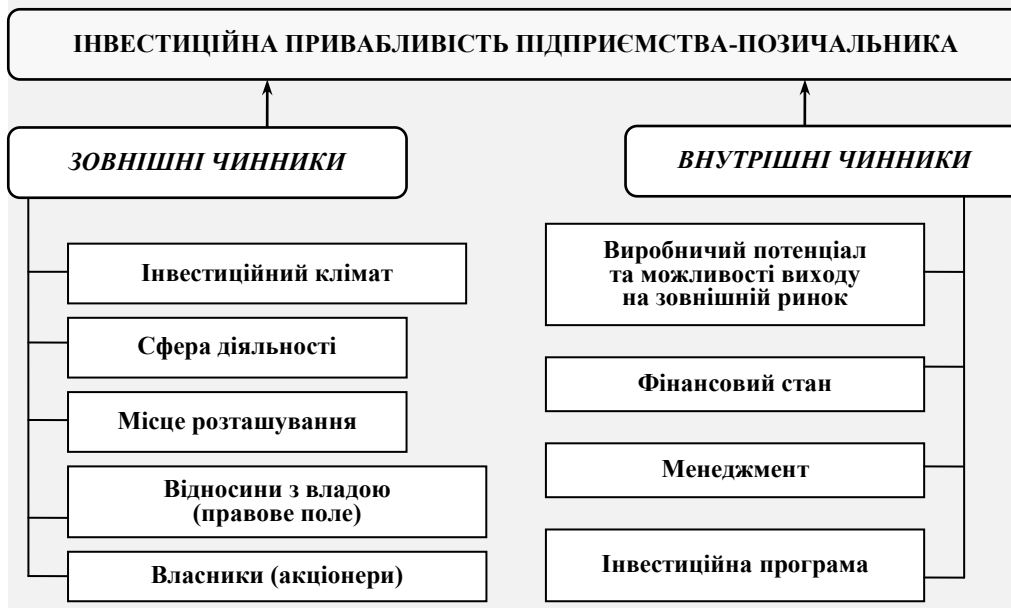 ІНВЕСТИЦІЙНА ПРИВАБЛИВІСТЬ ПІДПРИЄМСТВА-ПОЗИЧАЛЬНИКА
ЗОВНІШНІ ЧИННИКИ
Інвестиційний клімат
Сфера діяльності
Місце розташування
Відносини з владою
(правове поле)
Власники (акціонери)
ВНУТРІШНІ ЧИННИКИ
Виробничий потенціал
та можливості виходу
на зовнішній ринок
Фінансовий стан
Менеджмент
Інвестиційна програма